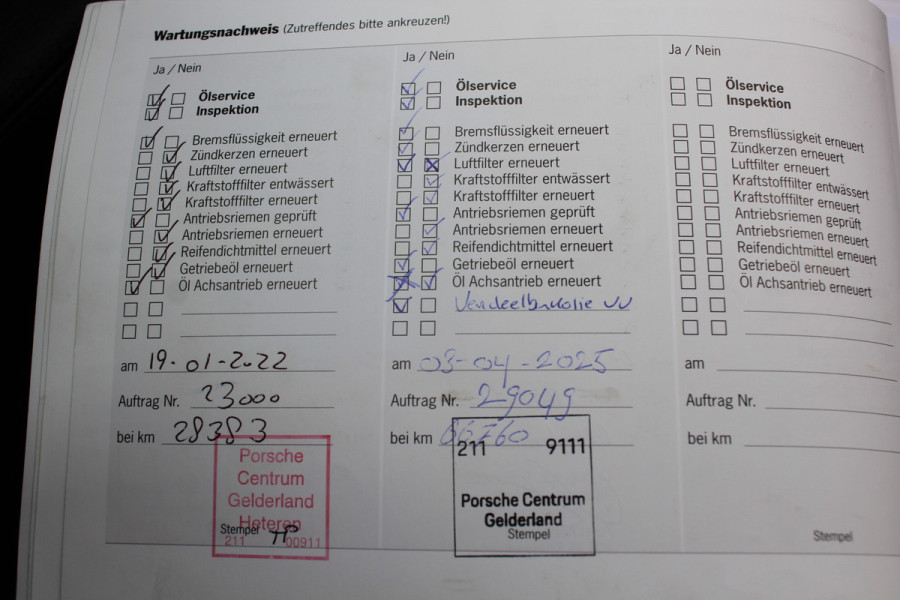 Wartungsnachweis (Zutreffendes bitte ankreuzen!)
Ja / Nein
Ölservice
Inspektion
Bremsflüssigkeit erneuert
Zündkerzen erneuert
Luftfilter erneuert
Kraftstofffilter entwässert
Kraftstofffilter erneuert
Antriebsriemen geprüft
Antriebsriemen erneuert
Reifendichtmittel erneuert
Getriebeöl erneuert
Öl Achsantrieb erneuert
am 19-01-2022
Auftrag Nr. 23000
bei km 28383
Porsche
Centrum
Gelderland
Heteren
Stempel
211 00911
Ja / Nein
Ölservice
Inspektion
Bremsflüssigkeit erneuert
Zündkerzen erneuert
Luftfilter erneuert
Kraftstofffilter entwässert
Kraftstofffilter erneuert
Antriebsriemen geprüft
Antriebsriemen erneuert
Reifendichtmittel erneuert
Getriebeöl erneuert
Öl Achsantrieb erneuert
am 03-04-2025
Auftrag Nr. 29049
bei km 66760
211 9111
Porsche Centrum
Gelderland
Stempel
Ja / Nein
Ölservice
Inspektion
Bremsflüssigkeit erneuert
Zündkerzen erneuert
Luftfilter erneuert
Kraftstofffilter entwässert
Kraftstofffilter erneuert
Antriebsriemen geprüft
Antriebsriemen erneuert
Reifendichtmittel erneuert
Getriebeöl erneuert
Öl Achsantrieb erneuert
am
Auftrag Nr.
bei km
Stempel